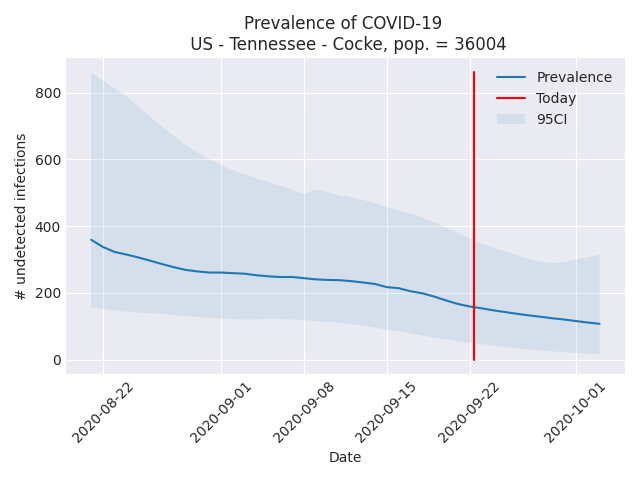 Prevalence of COVID-19
US - Tennessee - Cocke, pop. = 36004
Prevalence
Today
95CI
# undetected infections
800
600
400
200
0
2020-08-22
2020-09-01
2020-09-08
2020-09-15
2020-09-22
2020-10-01
Date